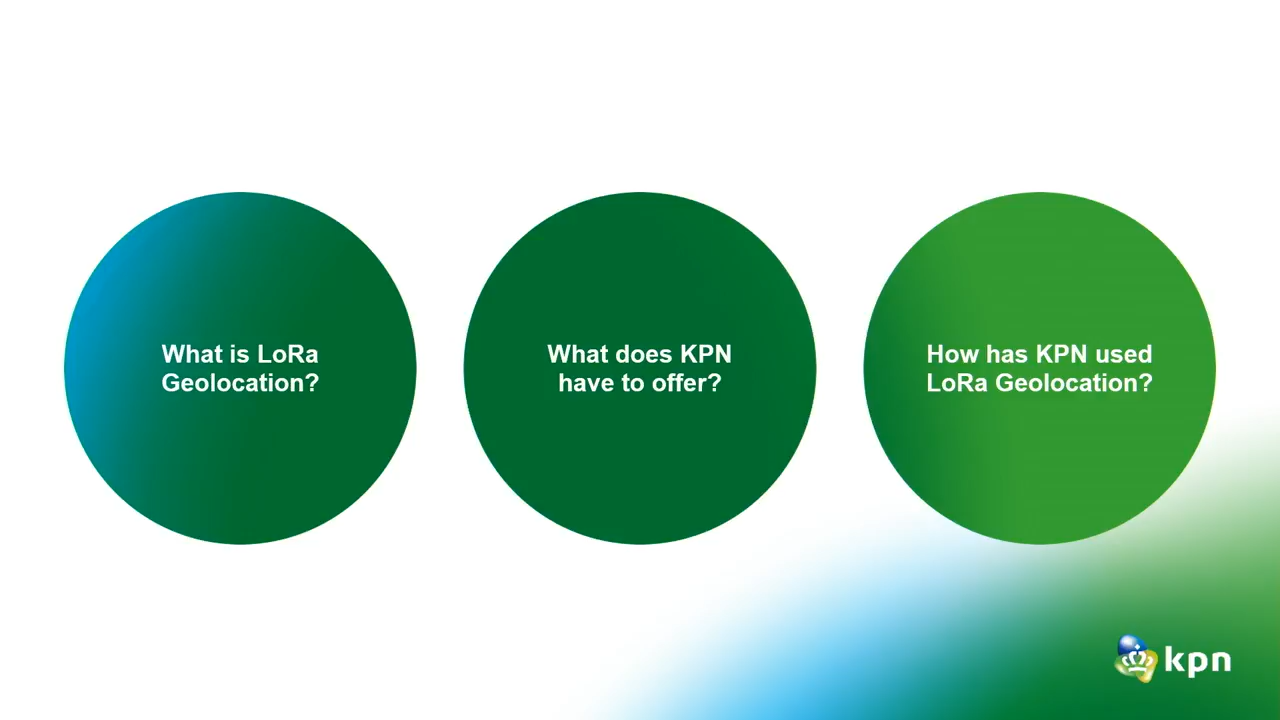 What is LoRa
Geolocation?
What does KPN
have to offer?
How has KPN used
LoRa Geolocation?
kpn